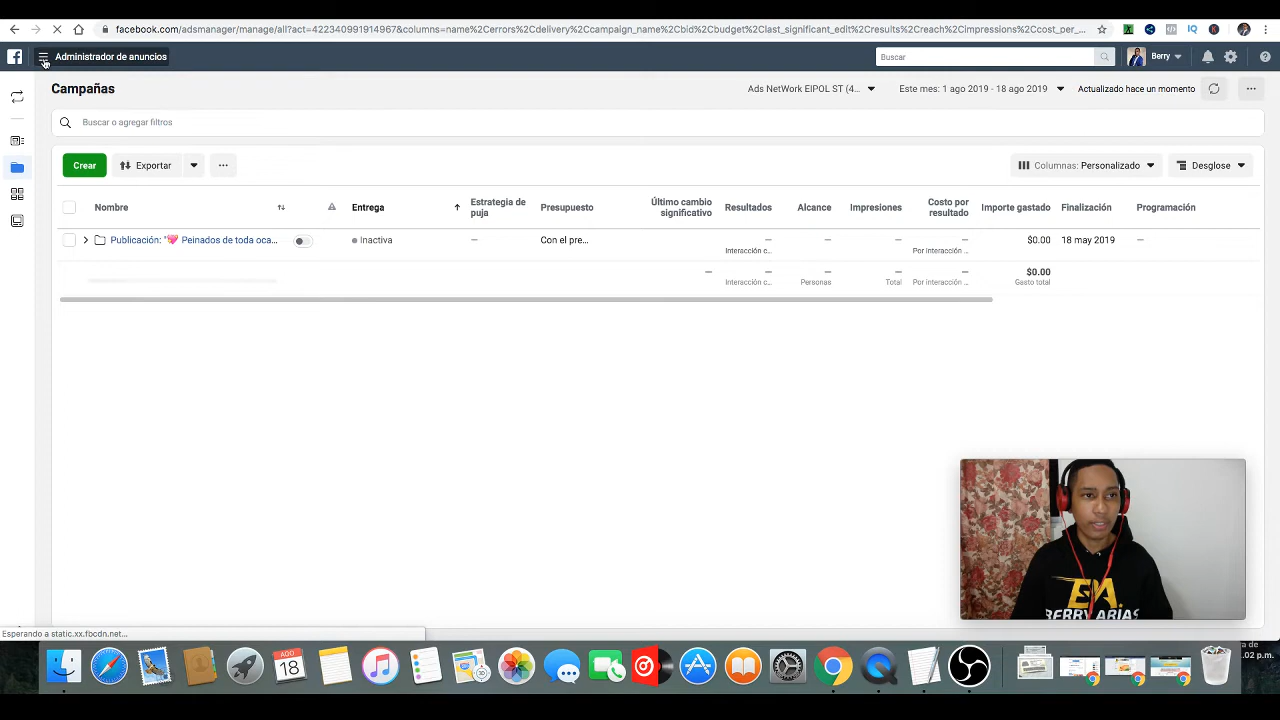 facebook.com/adsmanager/manage/all?act=422340991914967&columns=name%2Cerrors%2Cdelivery%2Ccampaign_name%2Cbid%2Cbudget%2Clast_significant_edit%2Cresults%2Creach%2Cimpressions%2Ccost_per_...
Administrador de anuncios
Buscar
Berry
Campañas
Ads NetWork EIPOL ST (4...
Este mes: 1 ago 2019 - 18 ago 2019
Actualizado hace un momento
Buscar o agregar filtros
Crear
Exportar
Columnas: Personalizado
Desglose
Nombre
Entrega
Estrategia de puja
Presupuesto
Último cambio significativo
Resultados
Alcance
Impresiones
Costo por resultado
Importe gastado
Finalización
Programación
Publicación: "💖 Peinados de toda oca...
Inactiva
—
Con el pre...
—
Interacción c...
—
—
—
Por interacción ...
$0.00
18 may 2019
—
—
—
Interacción c...
—
Personas
—
Total
—
Por interacción ...
$0.00
Gasto total
EA
BERRY ARIAS
Esperando a static.xx.fbcdn.net...
AGO
18
a de
.02 p.m.